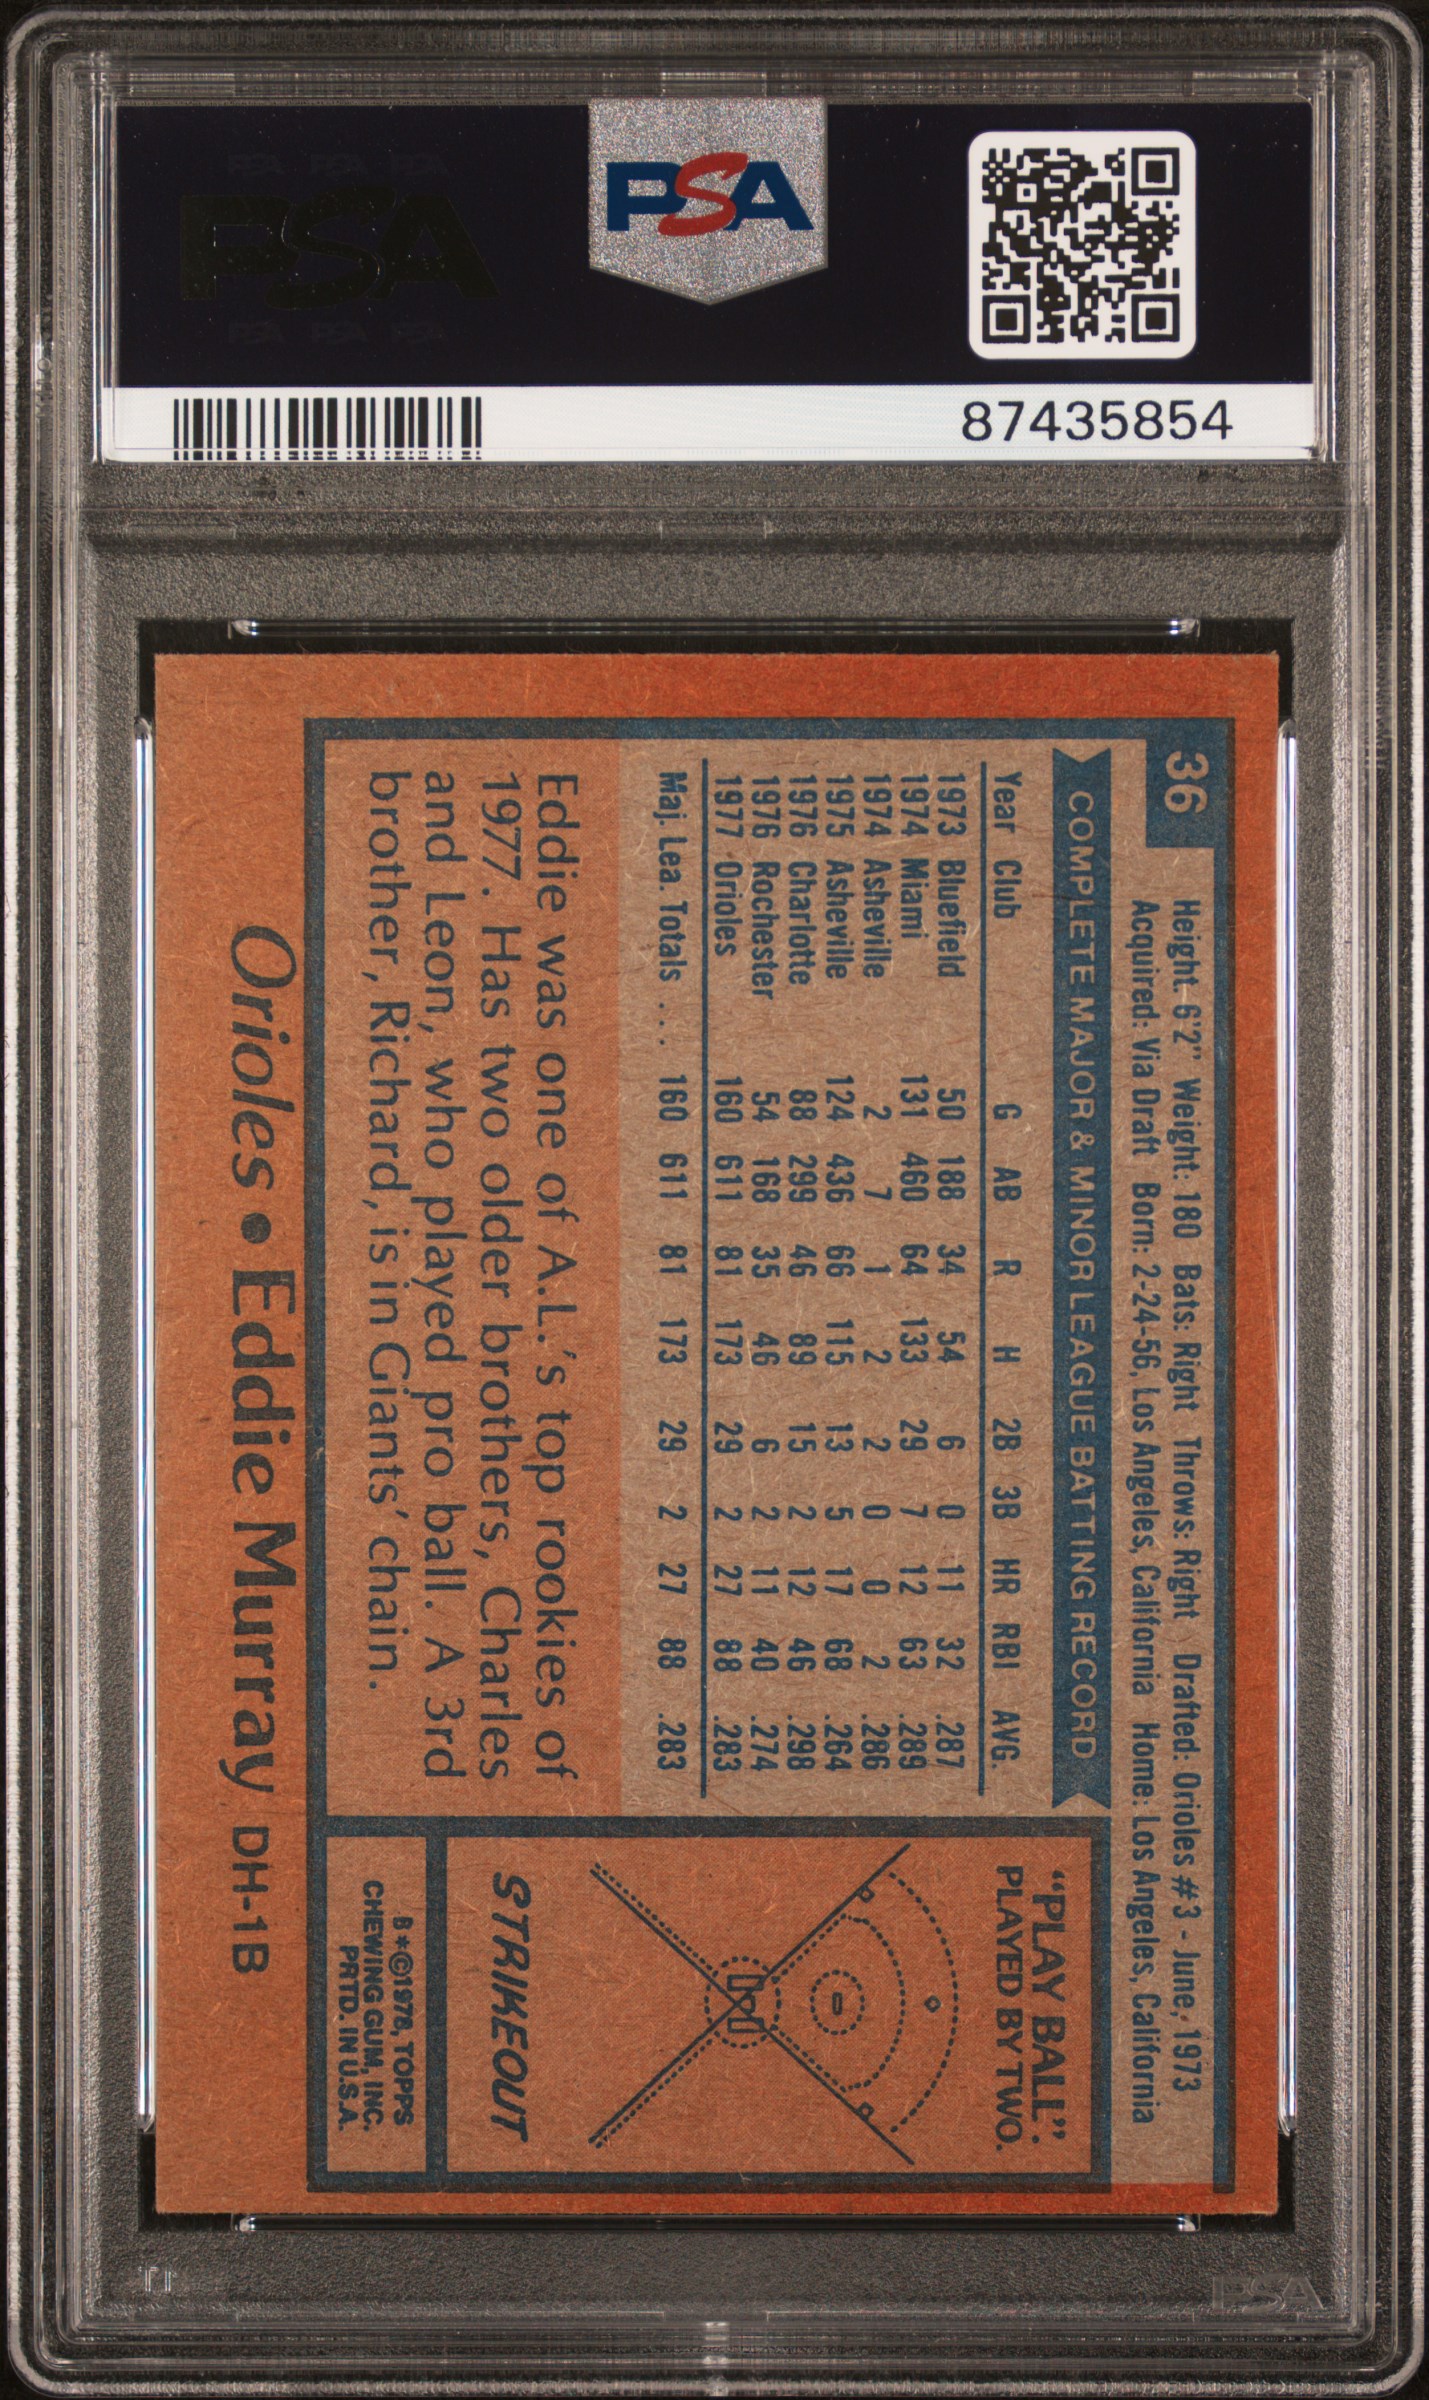 PSA
PSA
PSA PSA PSA
PSA PSA PSA
87435854
36
Height: 6'2" Weight: 180 Bats: Right Throws: Right Drafted: Orioles #3 - June, 1973
Acquired: Via Draft Born: 2-24-56, Los Angeles, California Home: Los Angeles, California
COMPLETE MAJOR & MINOR LEAGUE BATTING RECORD
Year Club G AB R H 2B 3B HR RBI AVG.
1973 Bluefield 50 188 34 54 6 0 11 32 .287
1974 Miami 131 460 64 133 29 7 12 63 .289
1974 Asheville 2 7 1 2 2 0 0 2 .286
1975 Asheville 124 436 66 115 13 5 17 68 .264
1976 Charlotte 88 299 46 89 15 2 12 46 .298
1976 Rochester 54 168 35 46 6 2 11 40 .274
1977 Orioles 160 611 81 173 29 2 27 88 .283
Maj. Lea. Totals . . . 160 611 81 173 29 2 27 88 .283
Eddie was one of A.L.'s top rookies of
1977. Has two older brothers, Charles
and Leon, who played pro ball. A 3rd
brother, Richard, is in Giants' chain.
"PLAY BALL":
PLAYED BY TWO.
STRIKEOUT
B*©1978, TOPPS
CHEWING GUM, INC.
PRTD. IN U.S.A.
Orioles • Eddie Murray DH-1B
PSA